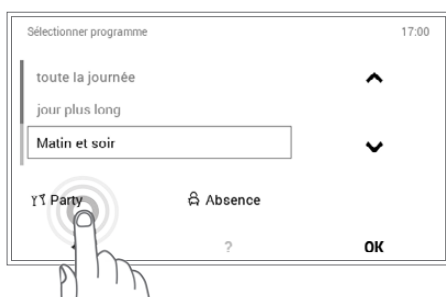 Sélectionner programme 17:00
toute la journée
jour plus long
Matin et soir
Party Absence
? OK